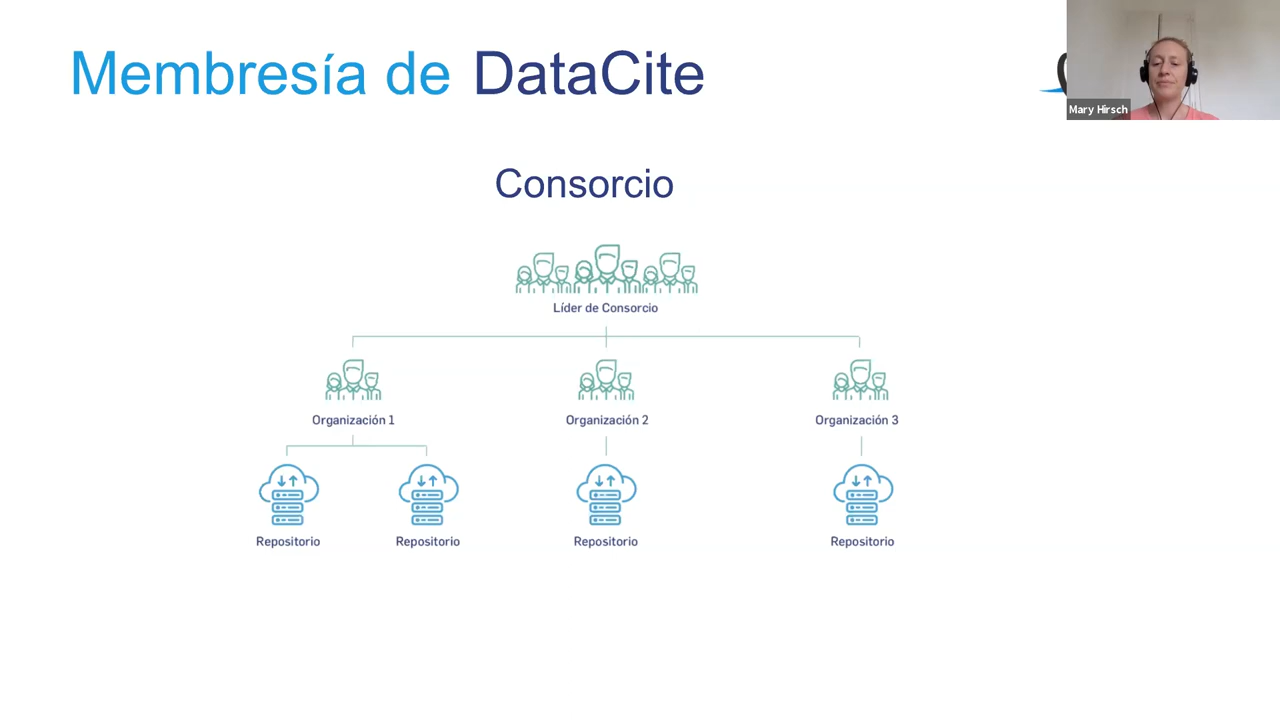 Membresía de DataCite
Mary Hirsch
Consorcio
Líder de Consorcio
Organización 1
Organización 2
Organización 3
Repositorio
Repositorio
Repositorio
Repositorio